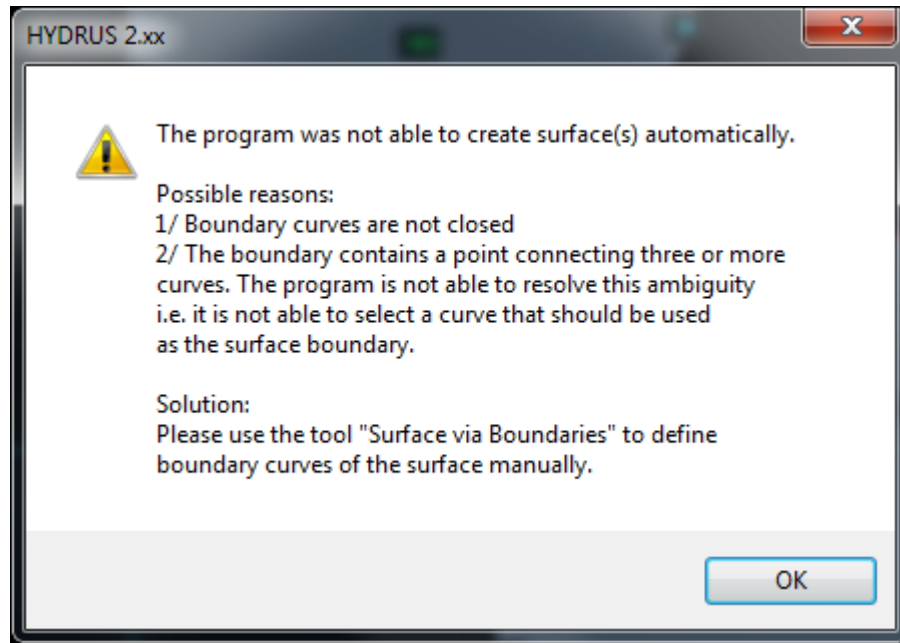 HYDRUS 2.xx
The program was not able to create surface(s) automatically.
Possible reasons:
1/ Boundary curves are not closed
2/ The boundary contains a point connecting three or more
curves. The program is not able to resolve this ambiguity
i.e. it is not able to select a curve that should be used
as the surface boundary.
Solution:
Please use the tool "Surface via Boundaries" to define
boundary curves of the surface manually.
OK